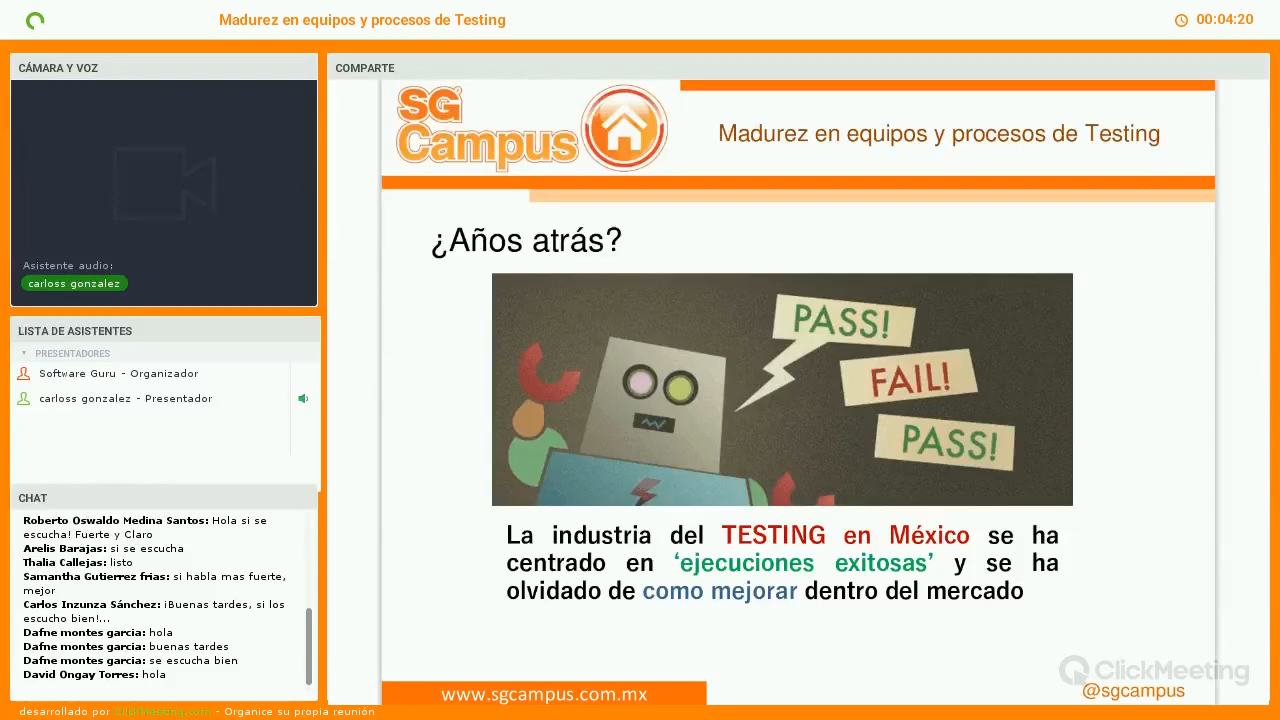 Madurez en equipos y procesos de Testing
00:04:20
CÁMARA Y VOZ
Asistente audio:
carloss gonzalez
LISTA DE ASISTENTES
PRESENTADORES
Software Guru - Organizador
carloss gonzalez - Presentador
CHAT
Roberto Oswaldo Medina Santos: Hola si se
escucha! Fuerte y Claro
Arelis Barajas: si se escucha
Thalia Callejas: listo
Samantha Gutierrez frias: si habla mas fuerte,
mejor
Carlos Inzunza Sánchez: ¡Buenas tardes, si los
escucho bien!...
Dafne montes garcia: hola
Dafne montes garcia: buenas tardes
Dafne montes garcia: se escucha bien
David Ongay Torres: hola
desarrollado por ClickMeeting.com - Organice su propia reunión
COMPARTE
SG
Campus
Madurez en equipos y procesos de Testing
¿Años atrás?
PASS!
FAIL!
PASS!
La industria del TESTING en México se ha
centrado en ‘ejecuciones exitosas’ y se ha
olvidado de como mejorar dentro del mercado
www.sgcampus.com.mx
ClickMeeting
@sgcampus